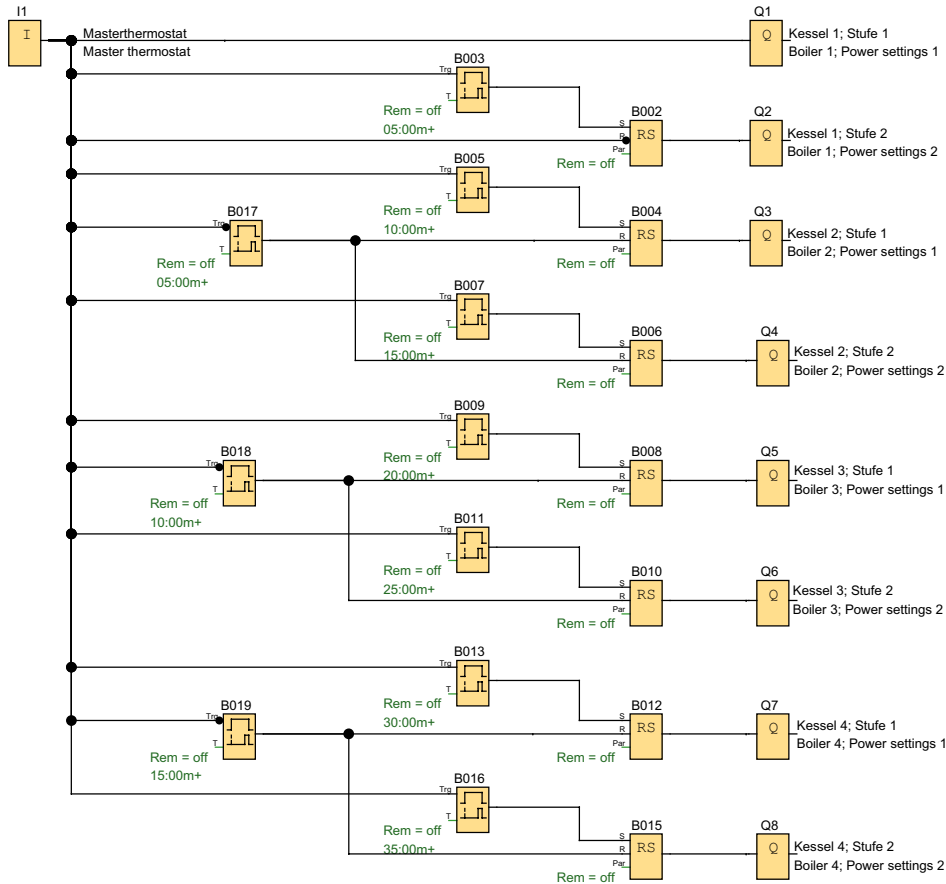 I1
I
Masterthermostat
Master thermostat
Q1
Q
Kessel 1; Stufe 1
Boiler 1; Power settings 1
B003
Trg
T
Rem = off
05:00m+
B002
S
R
Par
RS
Rem = off
Q2
Q
Kessel 1; Stufe 2
Boiler 1; Power settings 2
B005
Trg
T
Rem = off
10:00m+
B017
Trg
T
Rem = off
05:00m+
B004
S
R
Par
RS
Rem = off
Q3
Q
Kessel 2; Stufe 1
Boiler 2; Power settings 1
B007
Trg
T
Rem = off
15:00m+
B006
S
R
Par
RS
Rem = off
Q4
Q
Kessel 2; Stufe 2
Boiler 2; Power settings 2
B009
Trg
T
Rem = off
20:00m+
B018
Trg
T
Rem = off
10:00m+
B008
S
R
Par
RS
Rem = off
Q5
Q
Kessel 3; Stufe 1
Boiler 3; Power settings 1
B011
Trg
T
Rem = off
25:00m+
B010
S
R
Par
RS
Rem = off
Q6
Q
Kessel 3; Stufe 2
Boiler 3; Power settings 2
B013
Trg
T
Rem = off
30:00m+
B019
Trg
T
Rem = off
15:00m+
B012
S
R
Par
RS
Rem = off
Q7
Q
Kessel 4; Stufe 1
Boiler 4; Power settings 1
B016
Trg
T
Rem = off
35:00m+
B015
S
R
Par
RS
Rem = off
Q8
Q
Kessel 4; Stufe 2
Boiler 4; Power settings 2